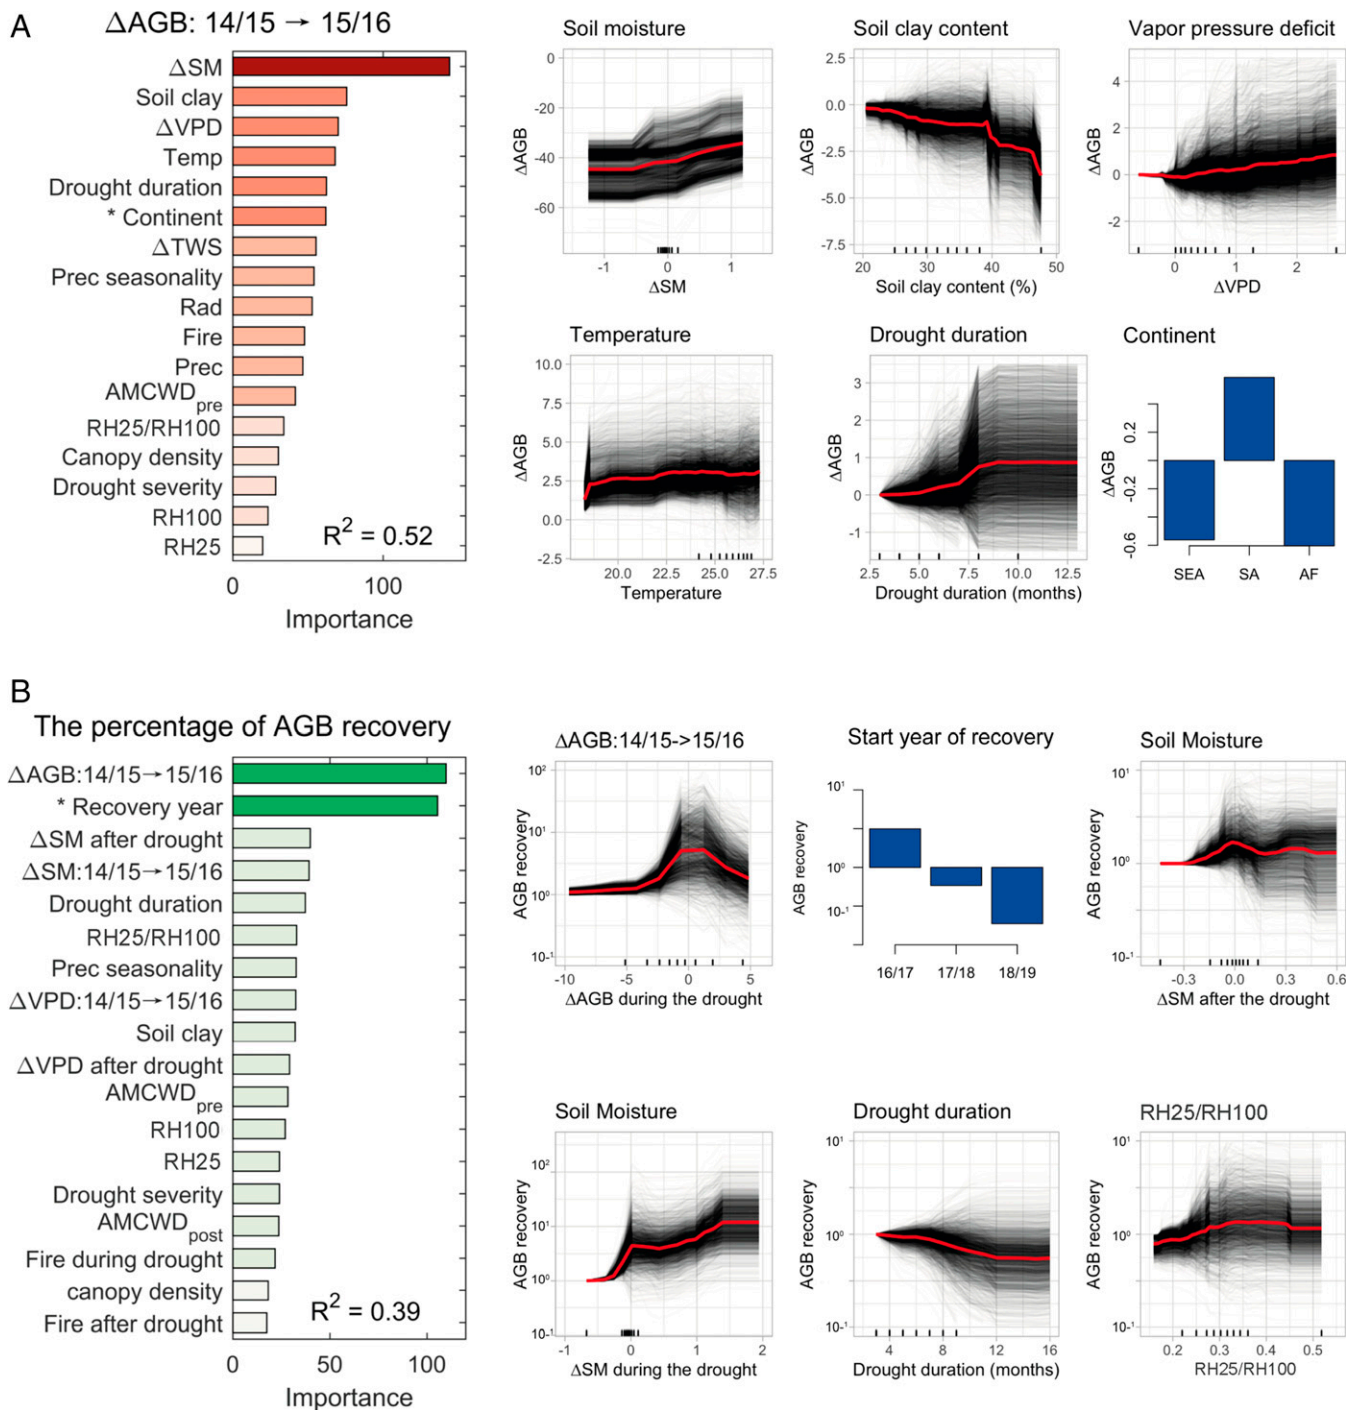 A
ΔAGB: 14/15 → 15/16
ΔSM
Soil clay
ΔVPD
Temp
Drought duration
* Continent
ΔTWS
Prec seasonality
Rad
Fire
Prec
AMCWDpre
RH25/RH100
Canopy density
Drought severity
RH100
RH25
R2 = 0.52
0 100
Importance
Soil moisture
ΔAGB
0
-20
-40
-60
-1 0 1
ΔSM
Soil clay content
ΔAGB
0.0
-2.5
-5.0
-7.5
20 30 40 50
Soil clay content (%)
Vapor pressure deficit
ΔAGB
4
2
0
-2
0 1 2
ΔVPD
Temperature
ΔAGB
10.0
7.5
5.0
2.5
0.0
-2.5
20.0 22.5 25.0 27.5
Temperature
Drought duration
ΔAGB
3
2
1
0
-1
2.5 5.0 7.5 10.0 12.5
Drought duration (months)
Continent
ΔAGB
0.2
-0.2
-0.6
SEA SA AF
B
The percentage of AGB recovery
ΔAGB:14/15→15/16
* Recovery year
ΔSM after drought
ΔSM:14/15→15/16
Drought duration
RH25/RH100
Prec seasonality
ΔVPD:14/15→15/16
Soil clay
ΔVPD after drought
AMCWDpre
RH100
RH25
Drought severity
AMCWDpost
Fire during drought
canopy density
Fire after drought
R2 = 0.39
0 50 100
Importance
ΔAGB:14/15->15/16
AGB recovery
102
101
100
10-1
-10 -5 0 5
ΔAGB during the drought
Start year of recovery
AGB recovery
101
100
10-1
16/17 17/18 18/19
Soil Moisture
AGB recovery
101
100
10-1
-0.3 0.0 0.3 0.6
ΔSM after the drought
Soil Moisture
AGB recovery
102
101
100
10-1
-1 0 1 2
ΔSM during the drought
Drought duration
AGB recovery
101
100
10-1
4 8 12 16
Drought duration (months)
RH25/RH100
AGB recovery
101
100
10-1
0.2 0.3 0.4 0.5
RH25/RH100